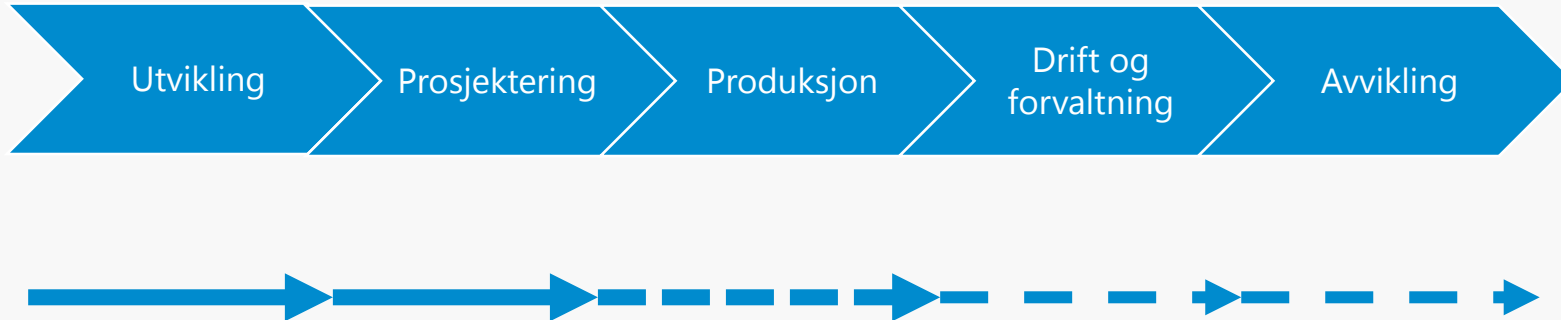 Utvikling
Prosjektering
Produksjon
Drift og
forvaltning
Avvikling